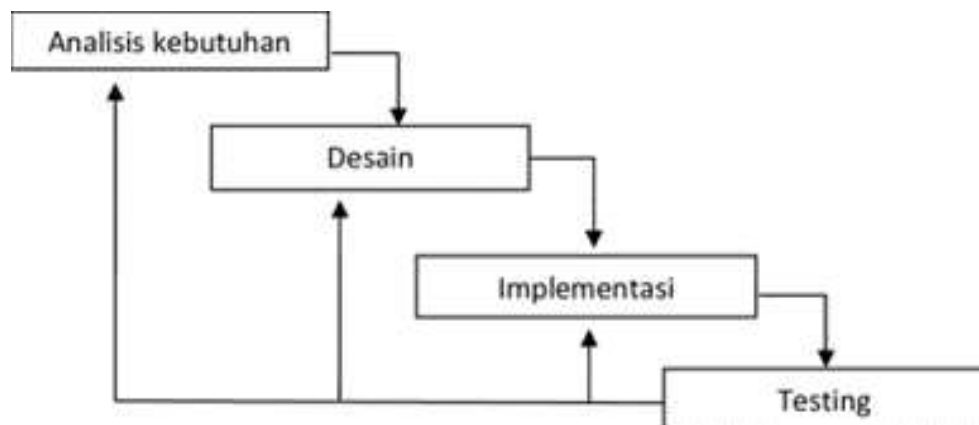 Analisis kebutuhan
Desain
Implementasi
Testing